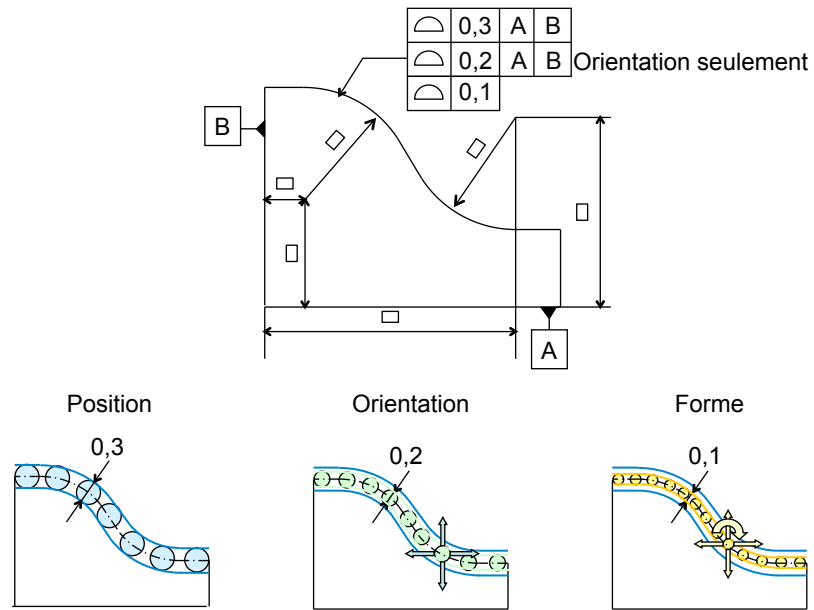 0,3 A B
0,2 A B Orientation seulement
0,1
B
A
Position Orientation Forme
0,3 0,2 0,1